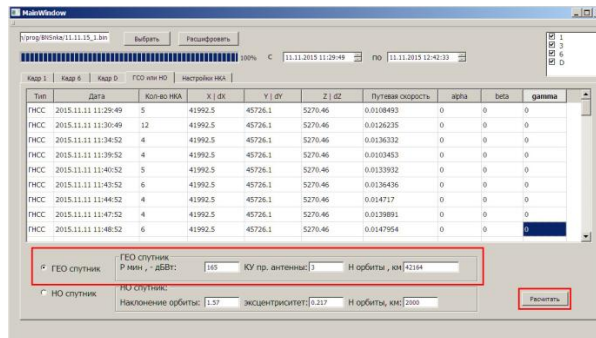 MainWindow
\/prog/BNSnka/11.11.15_1.bin Выбрать Расшифровать
100% С 11.11.2015 11:29:49 ПО 11.11.2015 12:42:33
1
3
6
D
Кадр 1 Кадр 6 Кадр D ГСО или НО Настройки НКА
Тип Дата Кол-во НКА X | dX Y | dY Z | dZ Путевая скорость alpha beta gamma
ГНСС 2015.11.11 11:29:49 5 41992.5 45726.1 5270.46 0.0108493 0 0 0
ГНСС 2015.11.11 11:30:49 12 41992.5 45726.1 5270.46 0.0126235 0 0 0
ГНСС 2015.11.11 11:34:52 4 41992.5 45726.1 5270.46 0.0136332 0 0 0
ГНСС 2015.11.11 11:39:52 4 41992.5 45726.1 5270.46 0.0103453 0 0 0
ГНСС 2015.11.11 11:40:52 5 41992.5 45726.1 5270.46 0.0133932 0 0 0
ГНСС 2015.11.11 11:43:52 6 41992.5 45726.1 5270.46 0.0136436 0 0 0
ГНСС 2015.11.11 11:44:52 4 41992.5 45726.1 5270.46 0.014717 0 0 0
ГНСС 2015.11.11 11:47:52 4 41992.5 45726.1 5270.46 0.0139891 0 0 0
ГНСС 2015.11.11 11:48:52 6 41992.5 45726.1 5270.46 0.0147954 0 0 0
ГЕО спутник
ГЕО спутник Р мин , - дБВт: 165 КУ пр. антенны: 3 Н орбиты , км 42164
НО спутник:
НО спутник Наклонение орбиты: 1.57 эксцентриситет: 0.217 Н орбиты, км: 2000
Расчитать